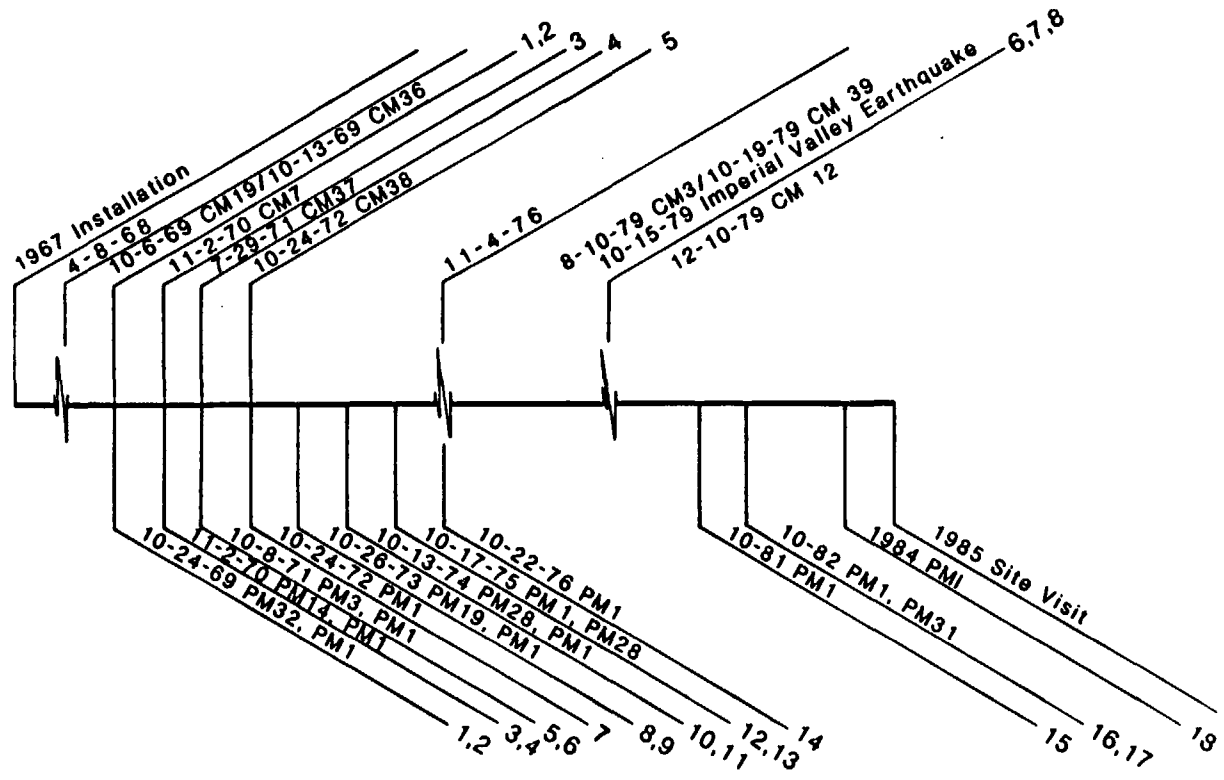 1967 Installation
4-8-68
10-6-69 CM19/10-13-69 CM36
1,2
11-2-70 CM7
3
7-29-71 CM37
4
10-24-72 CM38
5
11-4-76
8-10-79 CM3/10-19-79 CM 39
10-15-79 Imperial Valley Earthquake
12-10-79 CM 12
6,7,8
10-24-69 PM32, PM1
1,2
11-2-70 PM14, PM1
3,4
10-8-71 PM3, PM1
5,6
10-24-72 PM1
7
10-26-73 PM19, PM1
8,9
10-13-74 PM28, PM1
10,11
10-17-75 PM1, PM28
12,13
10-22-76 PM1
14
10-81 PM1
15
10-82 PM1, PM31
16,17
1984 PMI
18
1985 Site Visit